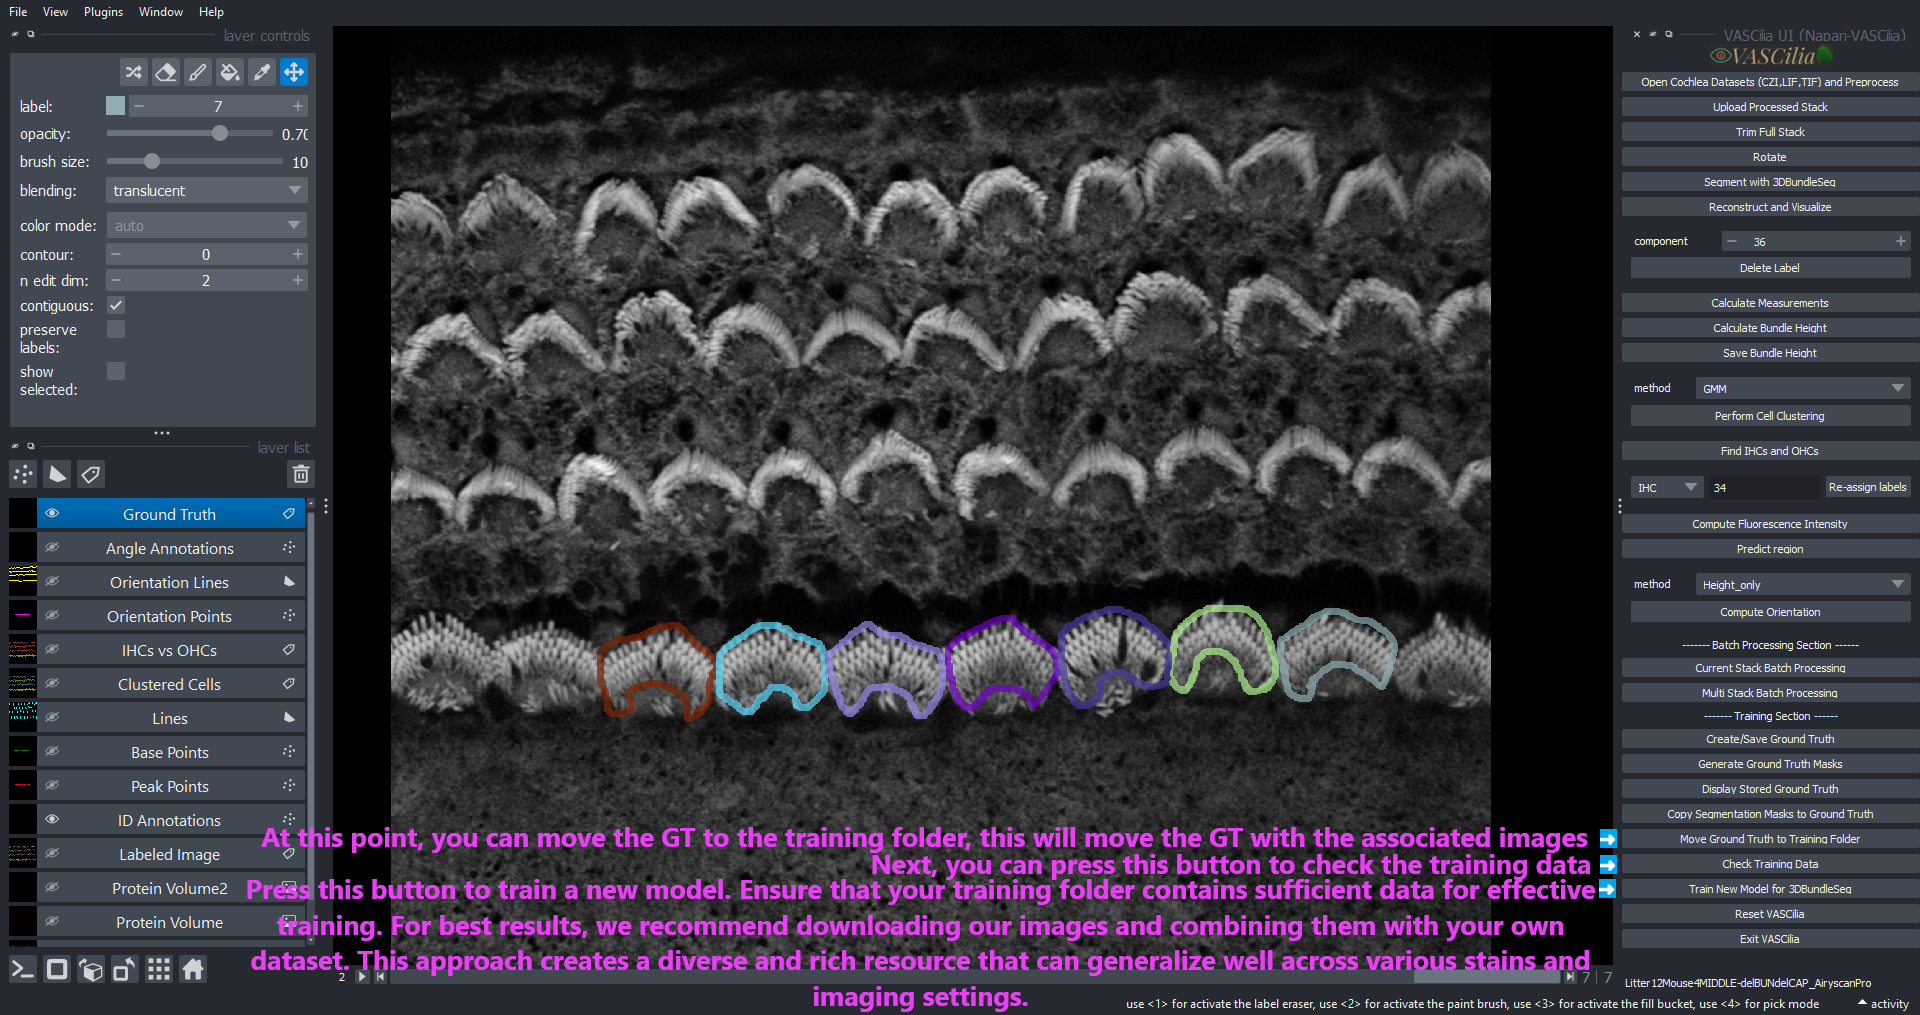 File View Plugins Window Help
layer controls
label: 7
opacity: 0.70
brush size: 10
blending: translucent
color mode: auto
contour: 0
n edit dim: 2
contiguous:
preserve
labels:
show
selected:
layer list
Ground Truth
Angle Annotations
Orientation Lines
Orientation Points
IHCs vs OHCs
Clustered Cells
Lines
Base Points
Peak Points
ID Annotations
Labeled Image
Protein Volume2
Protein Volume
At this point, you can move the GT to the training folder, this will move the GT with the associated images
Next, you can press this button to check the training data
Press this button to train a new model. Ensure that your training folder contains sufficient data for effective
training. For best results, we recommend downloading our images and combining them with your own
dataset. This approach creates a diverse and rich resource that can generalize well across various stains and
imaging settings.
2
7 | 7
VASCilia UI (Napari-VASCilia)
VASCilia
Open Cochlea Datasets (CZI,LIF,TIF) and Preprocess
Upload Processed Stack
Trim Full Stack
Rotate
Segment with 3DBundleSeg
Reconstruct and Visualize
component 36
Delete Label
Calculate Measurements
Calculate Bundle Height
Save Bundle Height
method GMM
Perform Cell Clustering
Find IHCs and OHCs
IHC 34 Re-assign labels
Compute Fluorescence Intensity
Predict region
method Height_only
Compute Orientation
------- Batch Processing Section ------
Current Stack Batch Processing
Multi Stack Batch Processing
------- Training Section ------
Create/Save Ground Truth
Generate Ground Truth Masks
Display Stored Ground Truth
Copy Segmentation Masks to Ground Truth
Move Ground Truth to Training Folder
Check Training Data
Train New Model for 3DBundleSeg
Reset VASCilia
Exit VASCilia
Litter12Mouse4MIDDLE-delBUNdelCAP_AiryscanPro
use <1> for activate the label eraser, use <2> for activate the paint brush, use <3> for activate the fill bucket, use <4> for pick mode
activity